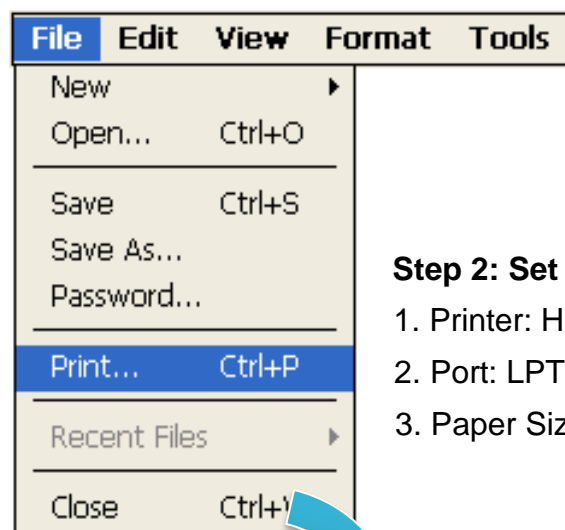 File Edit View Format Tools
New
Open... Ctrl+O
Save Ctrl+S
Save As...
Password...
Print... Ctrl+P
Recent Files
Close
Step 2: Set
1. Printer: H
2. Port: LPT
3. Paper